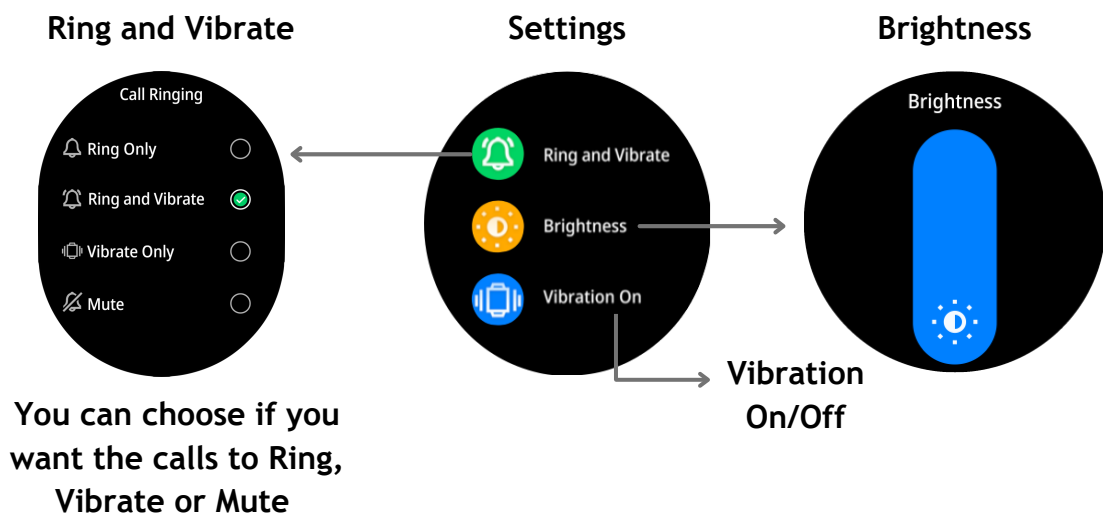 Ring and Vibrate
Settings
Brightness
Call Ringing
Ring Only
Ring and Vibrate
Vibrate Only
Mute
You can choose if you
want the calls to Ring,
Vibrate or Mute
Ring and Vibrate
Brightness
Vibration On
Vibration
On/Off
Brightness